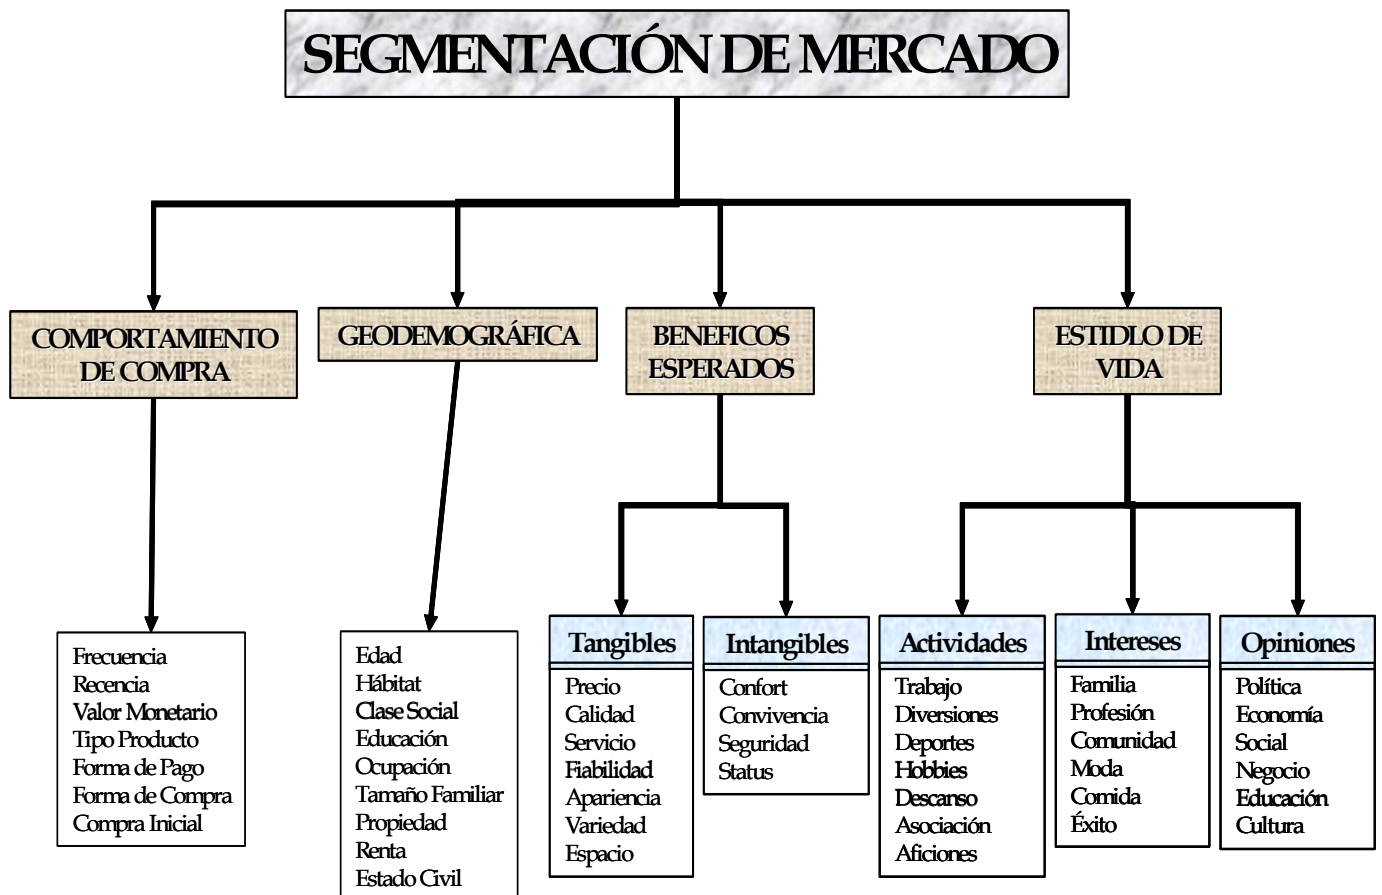 SEGMENTACIÓN DE MERCADO
COMPORTAMIENTO
DE COMPRA
GEODEMOGRÁFICA
BENEFICOS
ESPERADOS
ESTIDLO DE
VIDA
Frecuencia
Recencia
Valor Monetario
Tipo Producto
Forma de Pago
Forma de Compra
Compra Inicial
Edad
Hábitat
Clase Social
Educación
Ocupación
Tamaño Familiar
Propiedad
Renta
Estado Civil
Tangibles
Precio
Calidad
Servicio
Fiabilidad
Apariencia
Variedad
Espacio
Intangibles
Confort
Convivencia
Seguridad
Status
Actividades
Trabajo
Diversiones
Deportes
Hobbies
Descanso
Asociación
Aficiones
Intereses
Familia
Profesión
Comunidad
Moda
Comida
Éxito
Opiniones
Política
Economía
Social
Negocio
Educación
Cultura